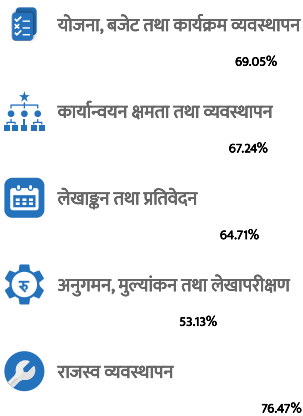 योजना, बजेट तथा कार्यक्रम व्यवस्थापन
69.05%
कार्यान्वयन क्षमता तथा व्यवस्थापन
67.24%
लेखाङ्कन तथा प्रतिवेदन
64.71%
रु
अनुगमन, मुल्यांकन तथा लेखापरीक्षण
53.13%
राजस्व व्यवस्थापन
76.47%